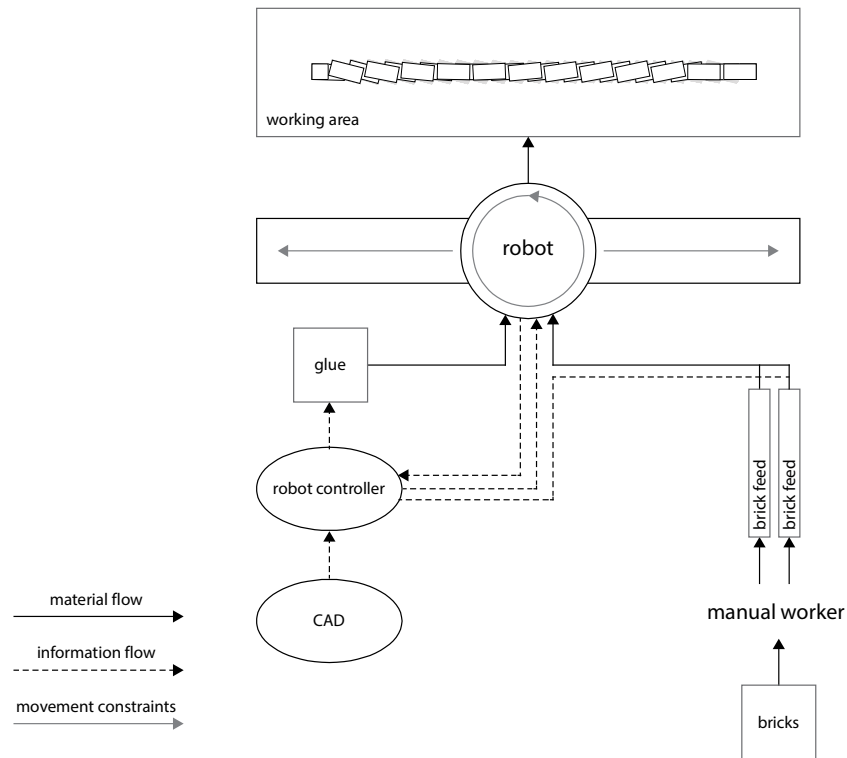 working area
robot
glue
brick feed
brick feed
robot controller
material flow
CAD
manual worker
information flow
movement constraints
bricks